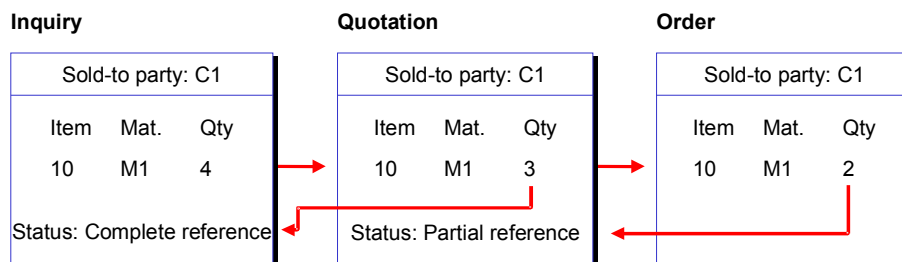 Inquiry
Sold-to party: C1
Item Mat. Qty
10 M1 4
Status: Complete reference
Quotation
Sold-to party: C1
Item Mat. Qty
10 M1 3
Status: Partial reference
Order
Sold-to party: C1
Item Mat. Qty
10 M1 2